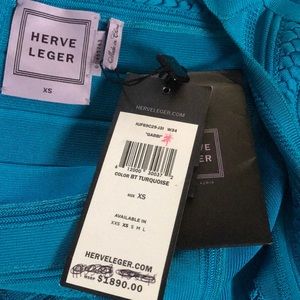 HERVE
LEGER
XS
HERVELEGER.COM
"GABBI"
COLOR BT TURQUOISE
SIZE XS
AVAILABLE IN
XXS XS S M L
HERVELEGER.COM
MSRP $1890.00
HERVE
LEGER